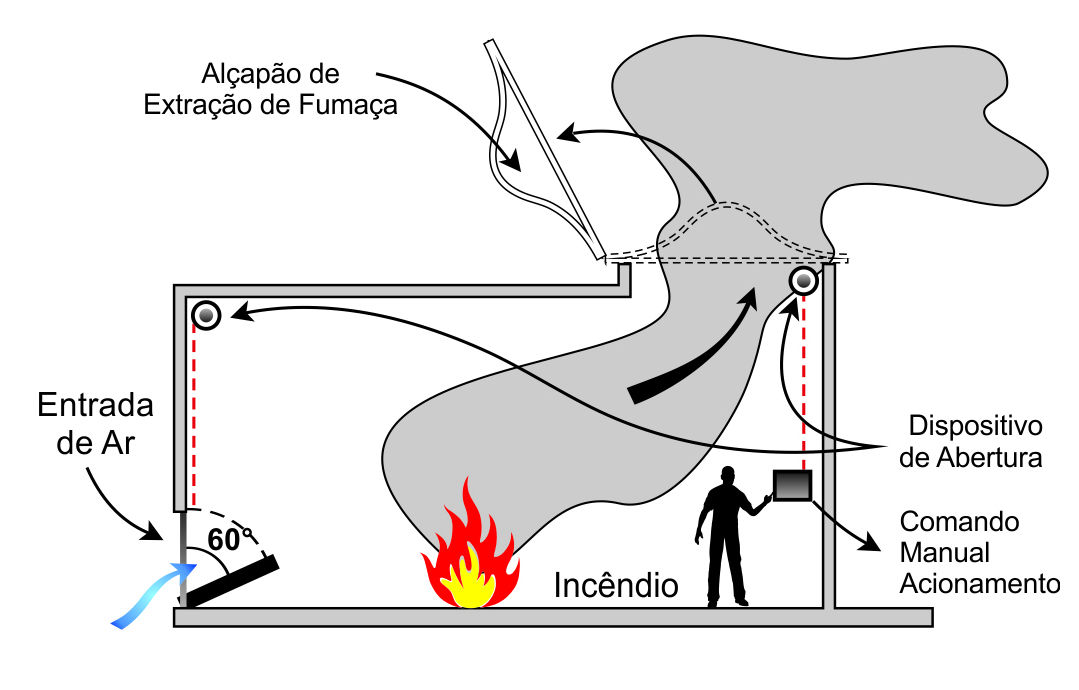 Alçapão de
Extração de Fumaça
Entrada
de Ar
60°
Incêndio
Dispositivo
de Abertura
Comando
Manual
Acionamento